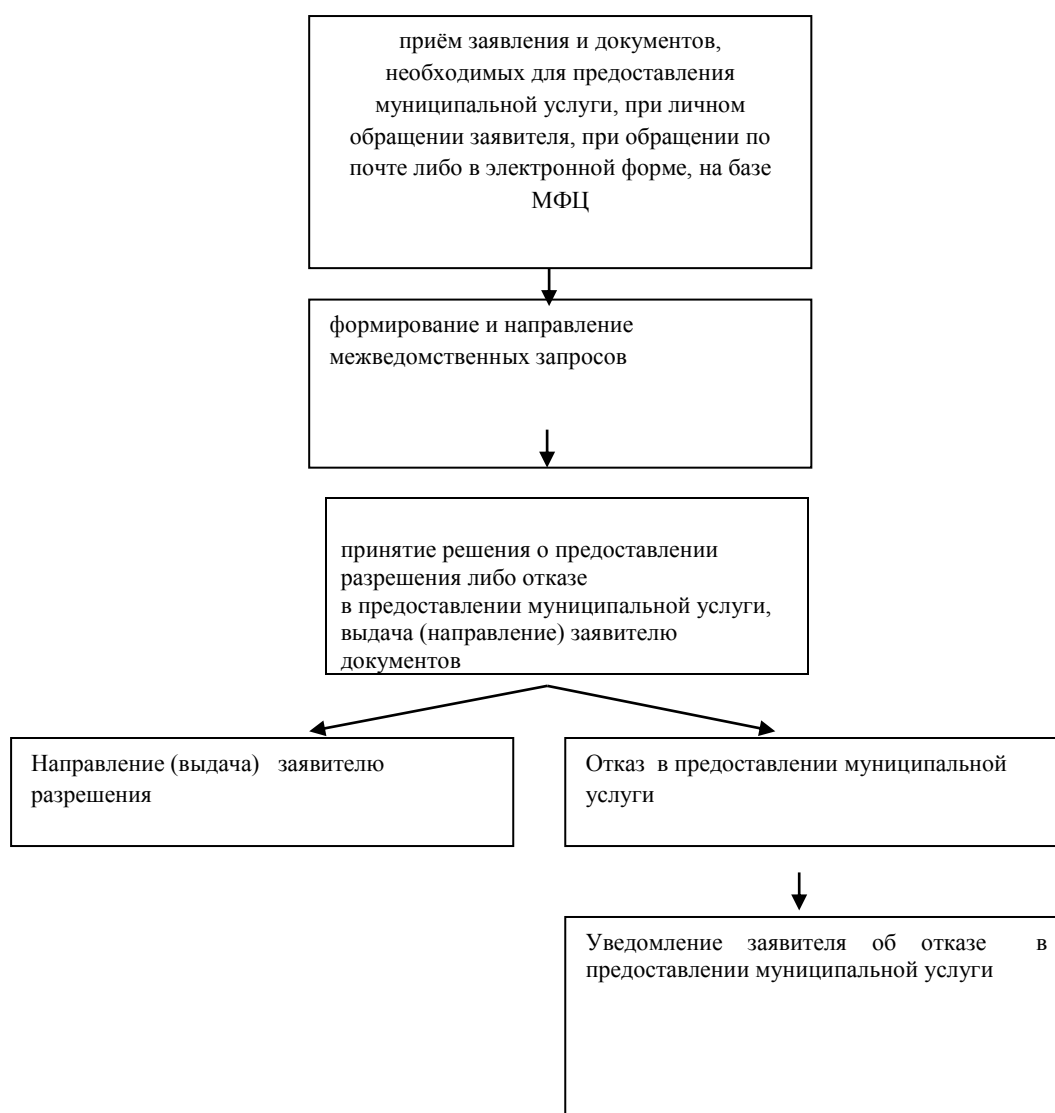 приём заявления и документов,
необходимых для предоставления
муниципальной услуги, при личном
обращении заявителя, при обращении по
почте либо в электронной форме, на базе
МФЦ
формирование и направление
межведомственных запросов
принятие решения о предоставлении
разрешения либо отказе
в предоставлении муниципальной услуги,
выдача (направление) заявителю
документов
Направление (выдача) заявителю
разрешения
Отказ в предоставлении муниципальной
услуги
Уведомление заявителя об отказе в
предоставлении муниципальной услуги